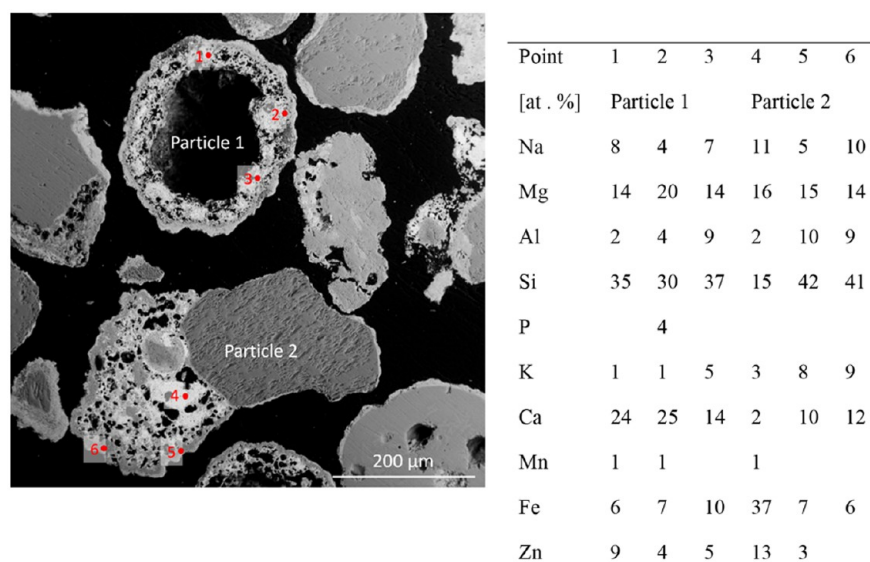 1
2
Particle 1
3
Particle 2
4
6
5
200 µm
Point 1 2 3 4 5 6
[at . %] Particle 1 Particle 2
Na 8 4 7 11 5 10
Mg 14 20 14 16 15 14
Al 2 4 9 2 10 9
Si 35 30 37 15 42 41
P 4
K 1 1 5 3 8 9
Ca 24 25 14 2 10 12
Mn 1 1 1
Fe 6 7 10 37 7 6
Zn 9 4 5 13 3